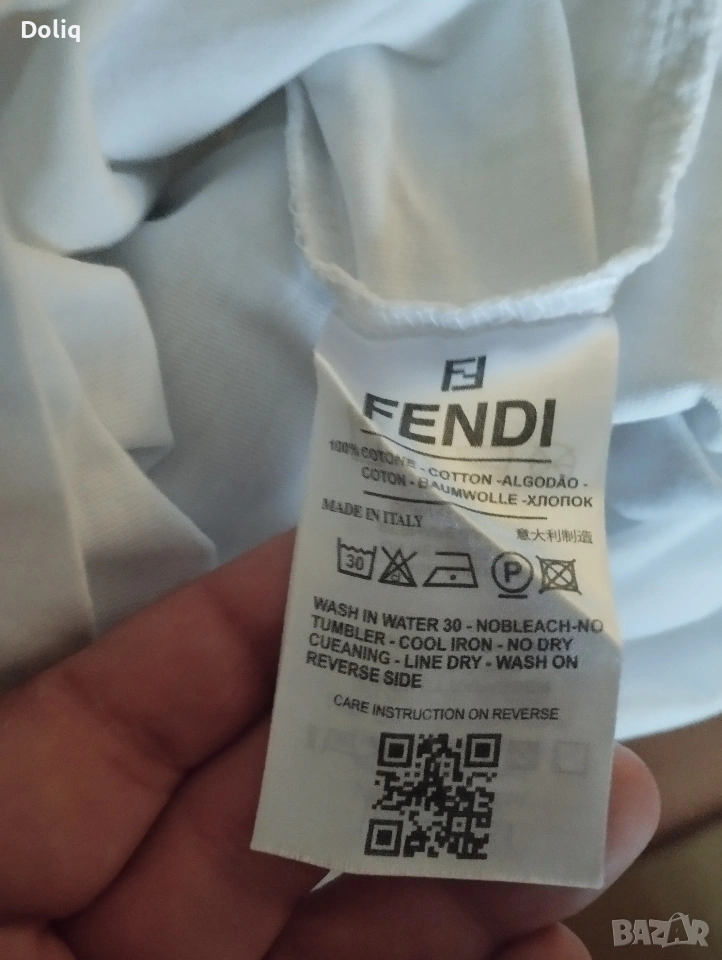 Doliq
FENDI
100% COTONE - COTTON -ALGODÃO -
COTON - BAUMWOLLE -ХЛОПОК
MADE IN ITALY
意大利制造
30
P
WASH IN WATER 30 - NOBLEACH-NO
TUMBLER - COOL IRON - NO DRY
CUEANING - LINE DRY - WASH ON
REVERSE SIDE
CARE INSTRUCTION ON REVERSE
BAZAR